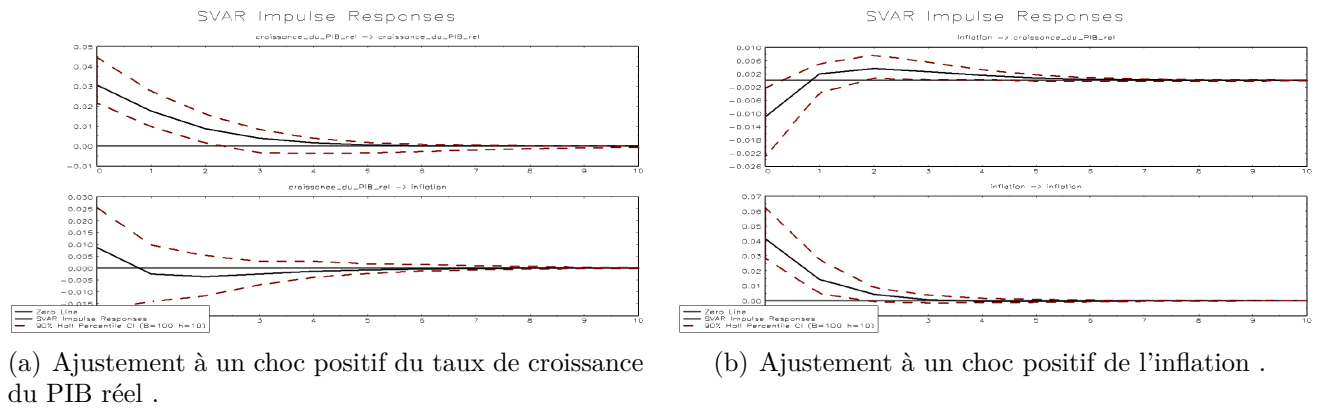 SVAR Impulse Responses
croissance_du_PIB_rel -> croissance_du_PIB_rel
0.05
0.04
0.03
0.02
0.01
0.00
-0.01
0 1 2 3 4 5 6 7 8 9 10
croissance_du_PIB_rel -> inflation
0.030
0.025
0.020
0.015
0.010
0.005
0.000
-0.005
-0.010
-0.015
3 4 5 6 7 8 9 10
Zero Line
SVAR Impulse Responses
90% Hall Percentile CI (B=100 h=10)
(a) Ajustement à un choc positif du taux de croissance
du PIB réel .
SVAR Impulse Responses
inflation -> croissance_du_PIB_rel
0.010
0.006
0.002
-0.002
-0.006
-0.010
-0.014
-0.018
-0.022
-0.026
0 1 2 3 4 5 6 7 8 9 10
inflation -> inflation
0.07
0.06
0.05
0.04
0.03
0.02
0.01
0.00
3 4 5 6 7 8 9 10
Zero Line
SVAR Impulse Responses
90% Hall Percentile CI (B=100 h=10)
(b) Ajustement à un choc positif de l'inflation .